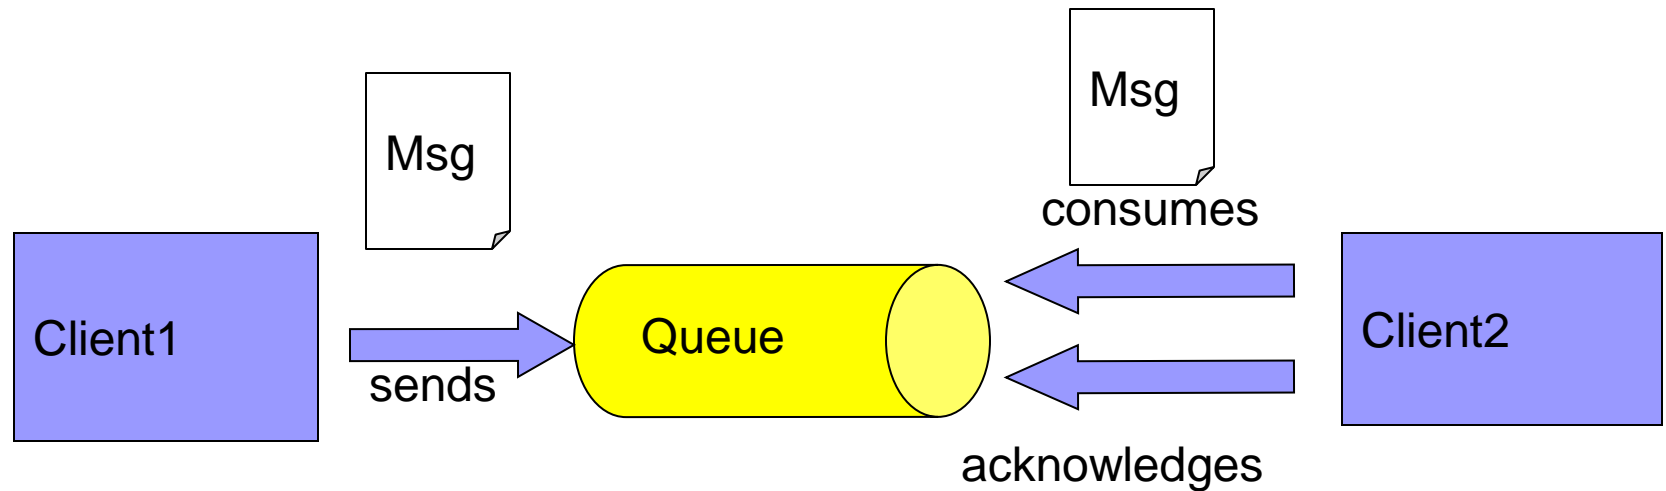 Msg
Msg
consumes
Client1
sends
Queue
Client2
acknowledges